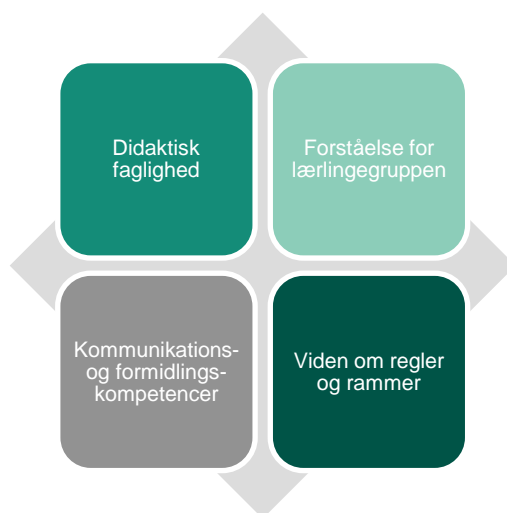 Didaktisk
faglighed
Forståelse for
lærlingegruppen
Kommunikations-
og formidlings-
kompetencer
Viden om regler
og rammer